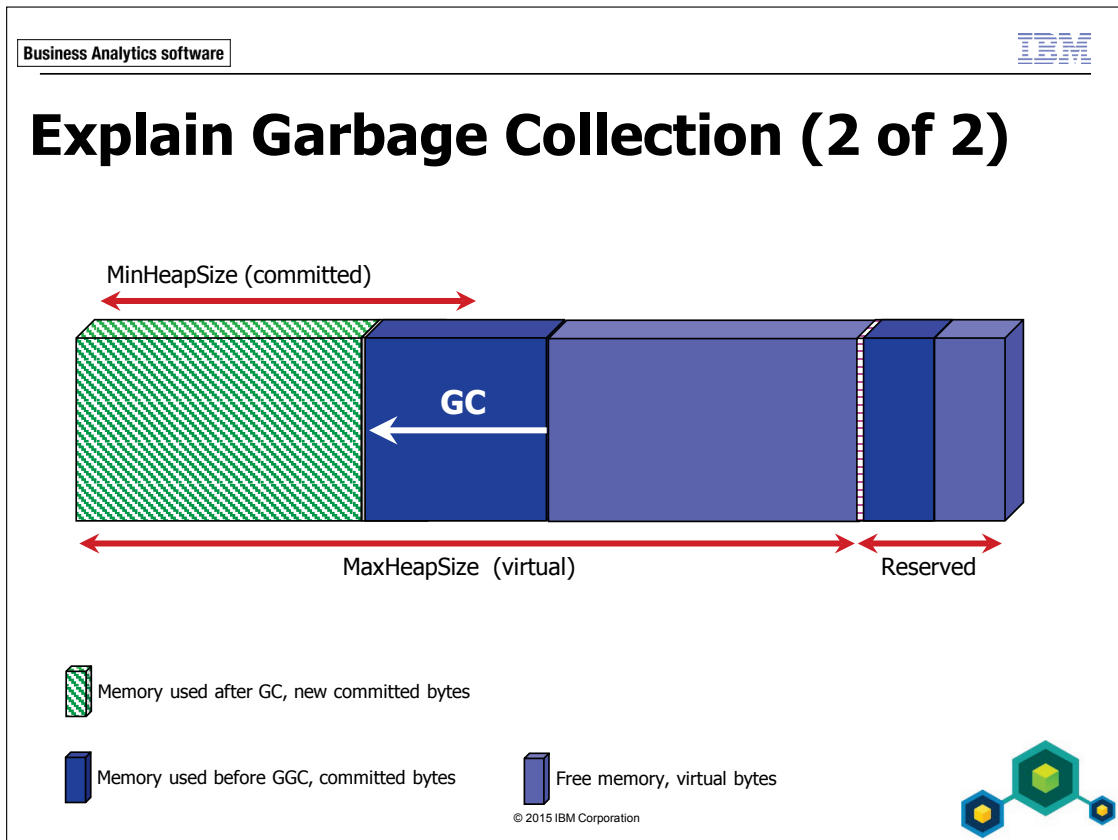 Business Analytics software
IBM
Explain Garbage Collection (2 of 2)
MinHeapSize (committed)
GC
MaxHeapSize (virtual)
Reserved
Memory used after GC, new committed bytes
Memory used before GGC, committed bytes
Free memory, virtual bytes
© 2015 IBM Corporation